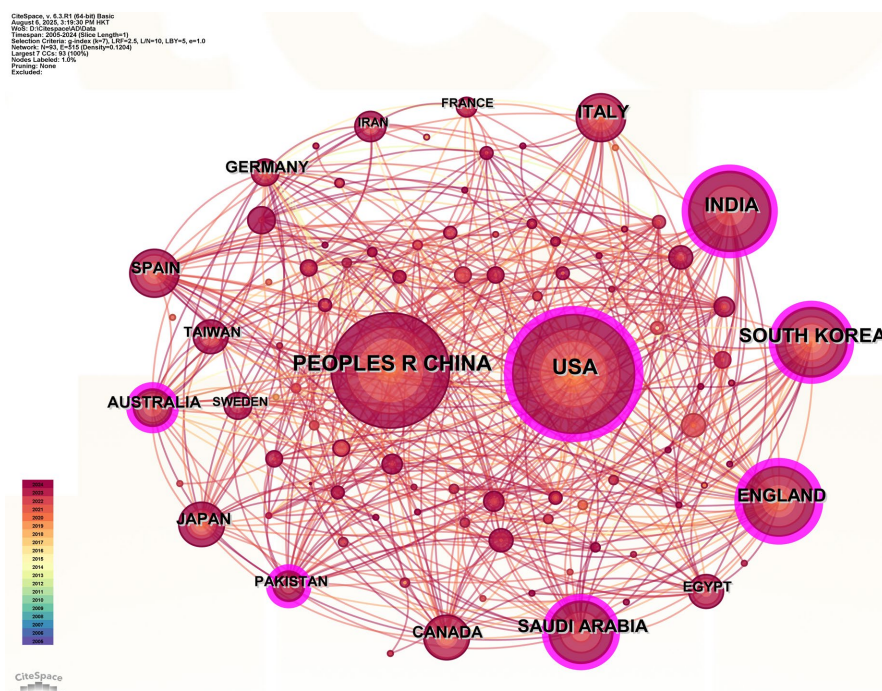 CiteSpace, v. 6.3.R1 (64-bit) Basic
August 6, 2025, 3:19:30 PM HKT
WoS: D:\Citespace\AD\Data
Timespan: 2005-2024 (Slice Length=1)
Selection Criteria: g-index (k=7), LRF=2.5, L/N=10, LBY=5, e=1.0
Network: N=93, E=515 (Density=0.1204)
Largest 7 CCs: 93 (100%)
Nodes Labeled: 1.0%
Pruning: None
Excluded:
FRANCE
ITALY
IRAN
GERMANY
INDIA
SPAIN
TAIWAN
SOUTH KOREA
PEOPLES R CHINA
USA
AUSTRALIA
SWEDEN
ENGLAND
JAPAN
PAKISTAN
EGYPT
CANADA
SAUDI ARABIA
2024
2023
2022
2021
2020
2019
2018
2017
2016
2015
2014
2013
2012
2011
2010
2009
2008
2007
2006
2005
CiteSpace